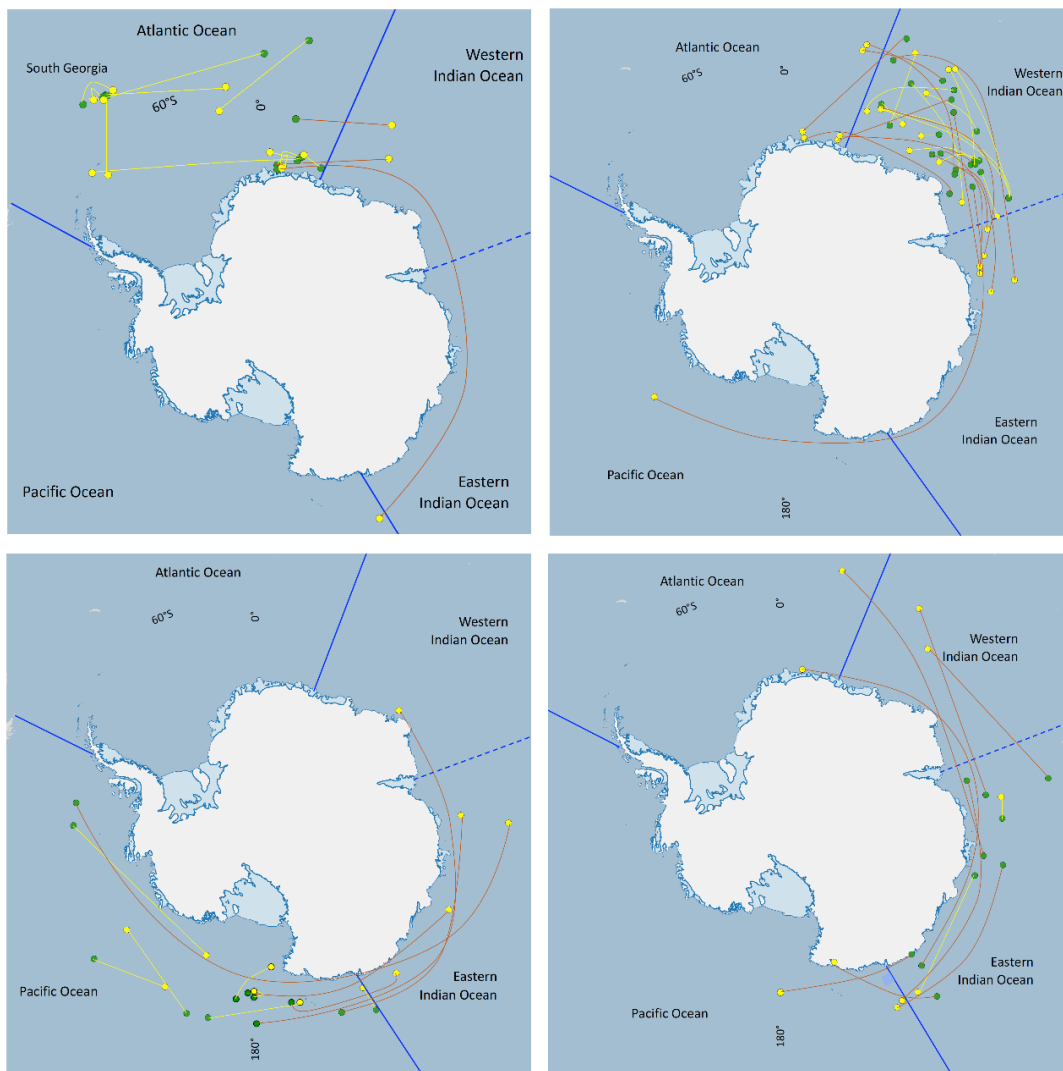 Atlantic Ocean
South Georgia
60°S
0°
Western
Indian Ocean
Pacific Ocean
Eastern
Indian Ocean
Atlantic Ocean
60°S
0°
Western
Indian Ocean
Eastern
Indian Ocean
Pacific Ocean
180°
Atlantic Ocean
60°S
0°
Western
Indian Ocean
Pacific Ocean
Eastern
Indian Ocean
180°
Atlantic Ocean
60°S
0°
Western
Indian Ocean
Eastern
Indian Ocean
Pacific Ocean
180°